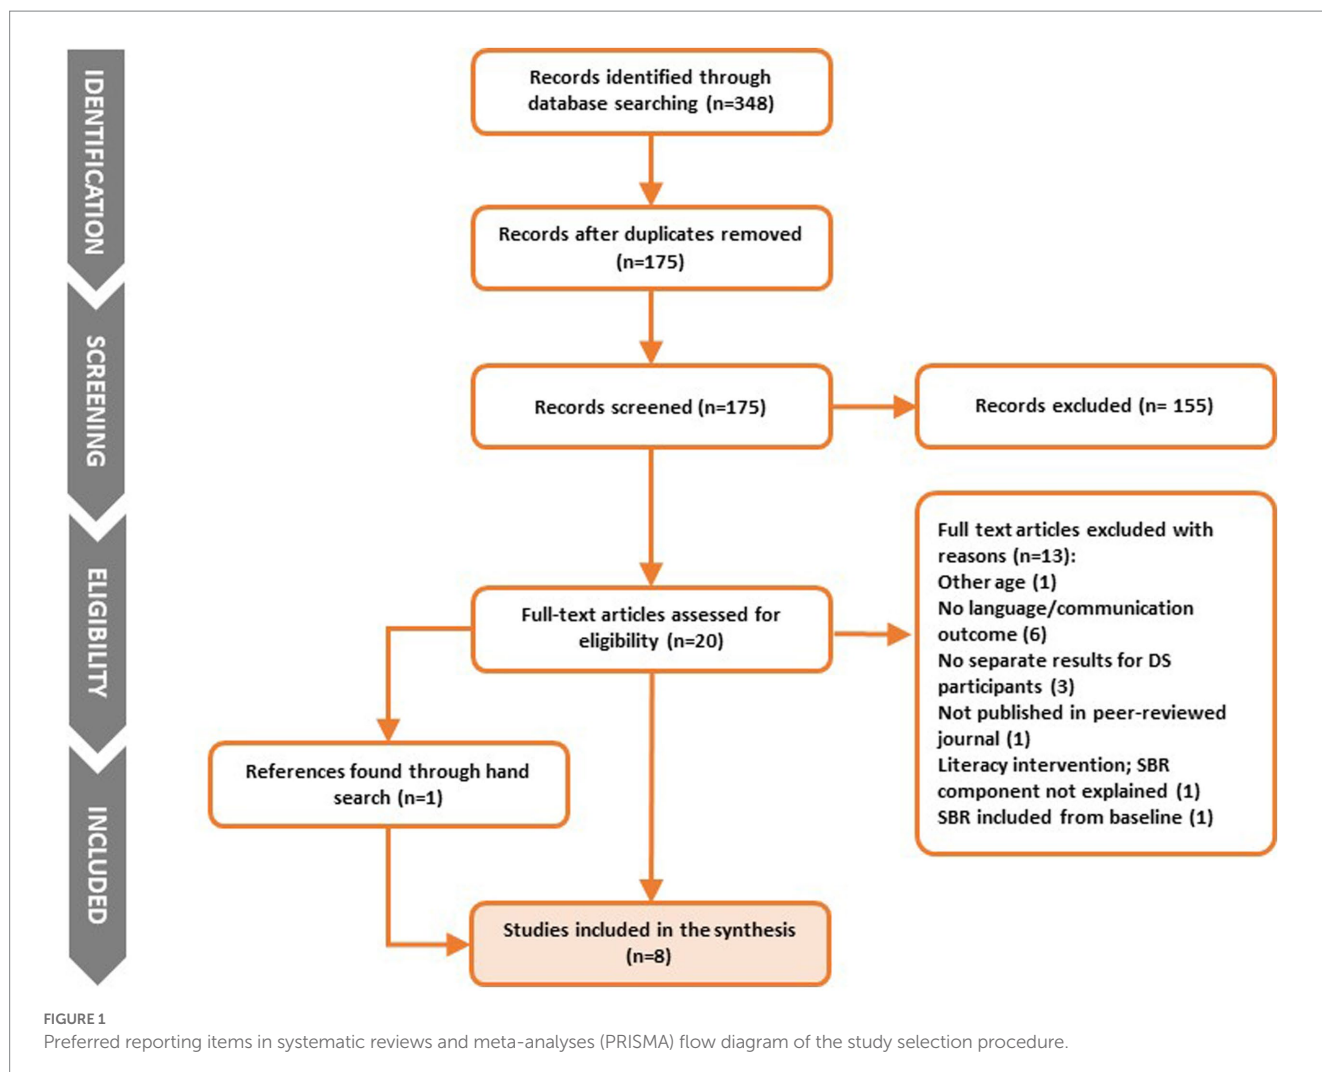 IDENTIFICATION
Records identified through
database searching (n=348)
Records after duplicates removed
(n=175)
SCREENING
Records screened (n=175)
Records excluded (n= 155)
ELIGIBILITY
Full-text articles assessed for
eligibility (n=20)
Full text articles excluded with
reasons (n=13):
Other age (1)
No language/communication
outcome (6)
No separate results for DS
participants (3)
Not published in peer-reviewed
journal (1)
Literacy intervention; SBR
component not explained (1)
SBR included from baseline (1)
INCLUDED
References found through hand
search (n=1)
Studies included in the synthesis
(n=8)
FIGURE 1
Preferred reporting items in systematic reviews and meta-analyses (PRISMA) flow diagram of the study selection procedure.